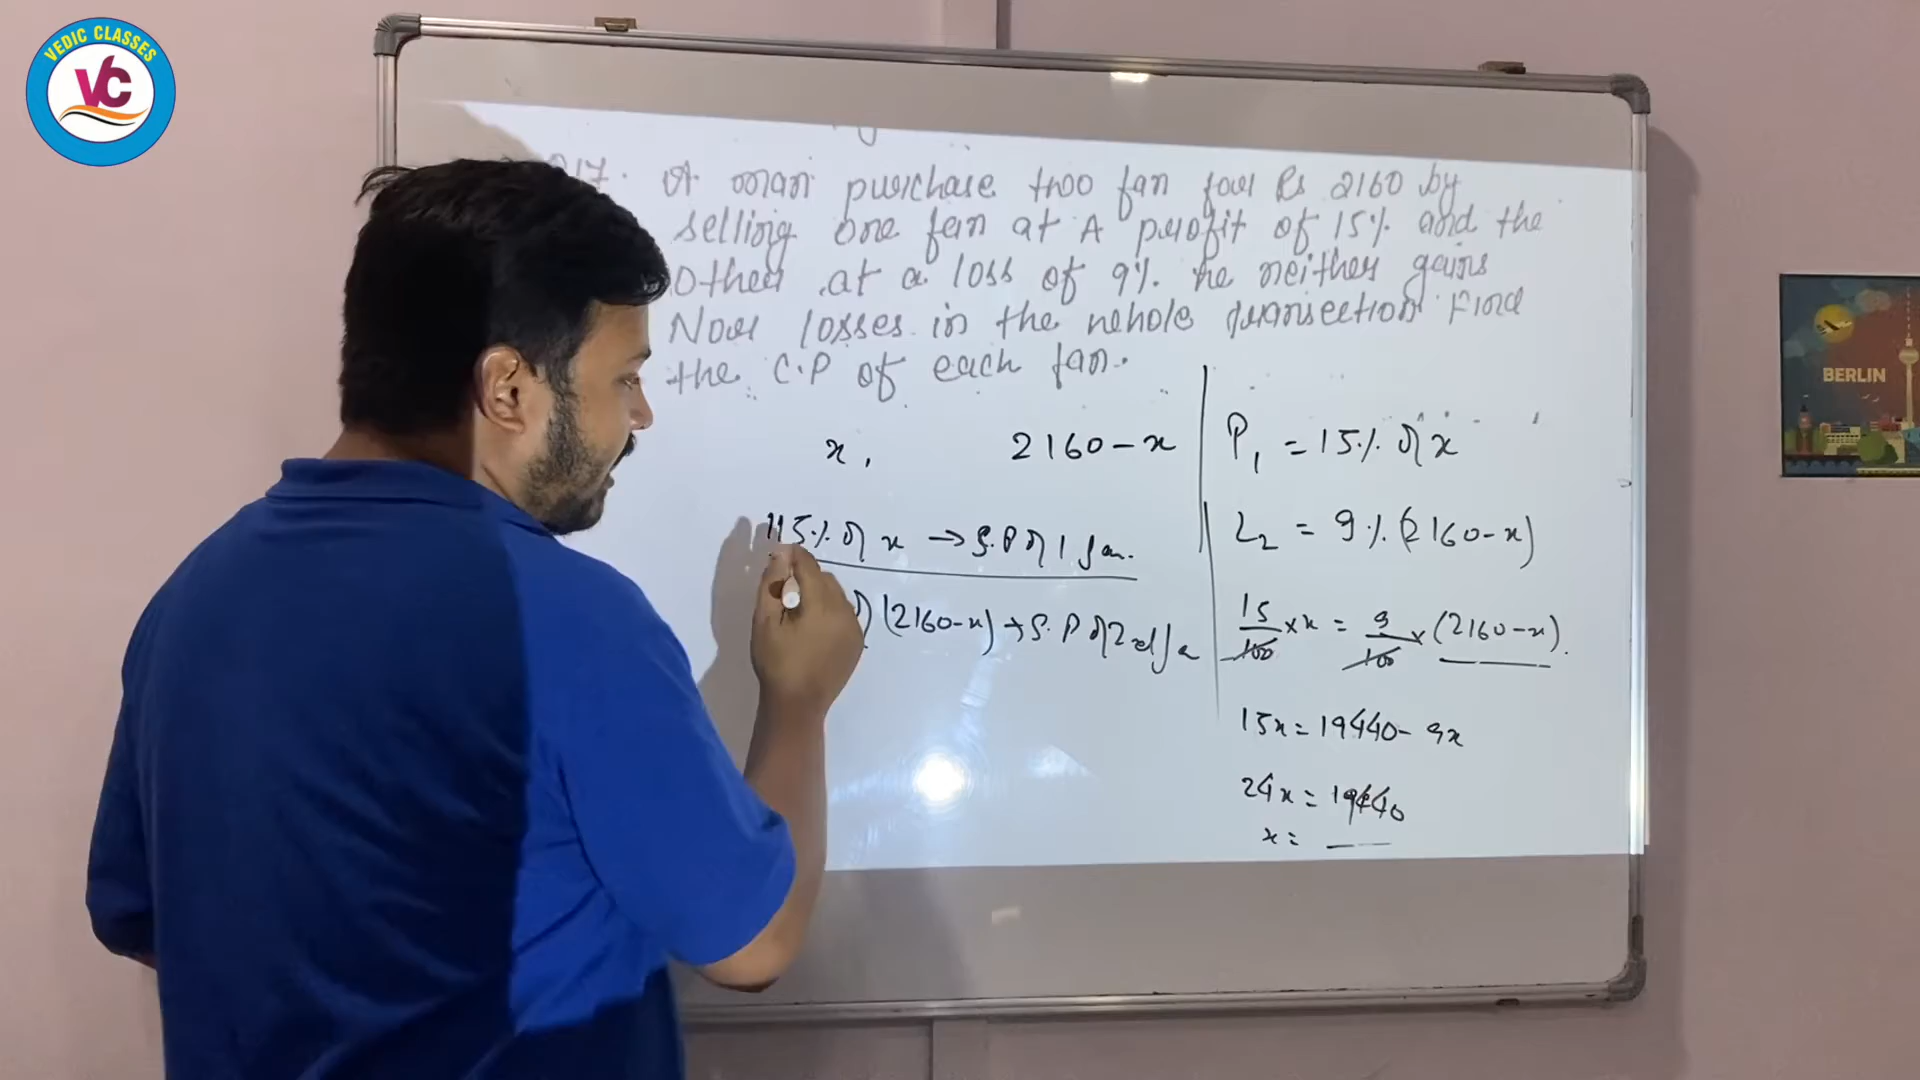 VEDIC CLASSES
VC
17. A man purchase two fan for Rs 2160 by
selling one fan at A profit of 15% and the
Other at a loss of 9%. he neither gains
Nor losses in the whole transection Find
the C.P of each fan.
x, 2160-x
115% of x → S.P of 1 fan.
(2160-x) → S.P of 2nd fa
P₁ = 15% of x
L₂ = 9% (2160-x)
15/100 × x = 9/100 × (2160-x).
15x = 19440 - 9x
24x = 19440
x =
BERLIN